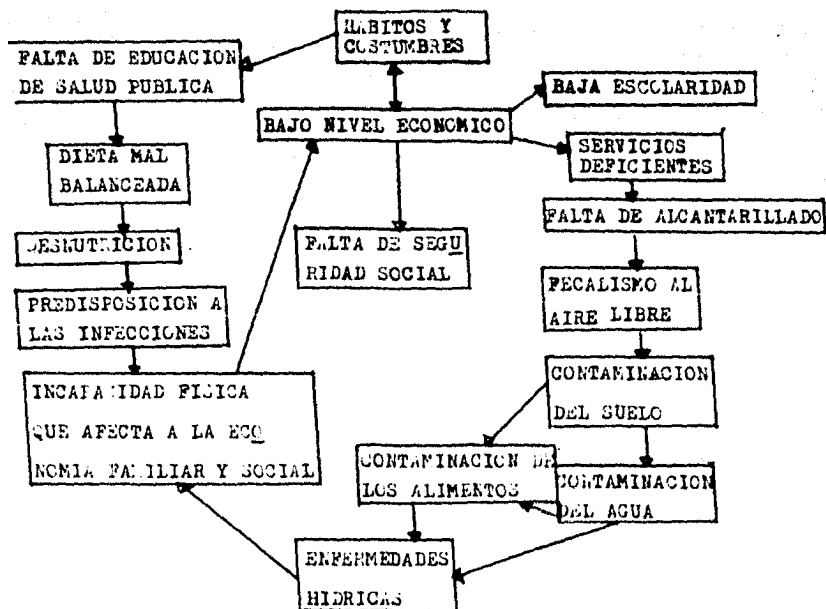 HABITOS Y
COSTUMBRES
FALTA DE EDUCACION
DE SALUD PUBLICA
BAJA ESCOLARIDAD
BAJO NIVEL ECONOMICO
SERVICIOS
DEFICIENTES
DIETA MAL
BALANCEADA
FALTA DE ALCANTARILLADO
DESNUTRICION
FALTA DE SEGU
RIDAD SOCIAL
FECALISMO AL
AIRE LIBRE
PREDISPOSICION A
LAS INFECCIONES
INCAPACIDAD FISICA
QUE AFECTA A LA ECO
NOMIA FAMILIAR Y SOCIAL
CONTAMINACION
DEL SUELO
CONTAMINACION DE
LOS ALIMENTOS
CONTAMINACION
DEL AGUA
ENFERMEDADES
HIDRICAS